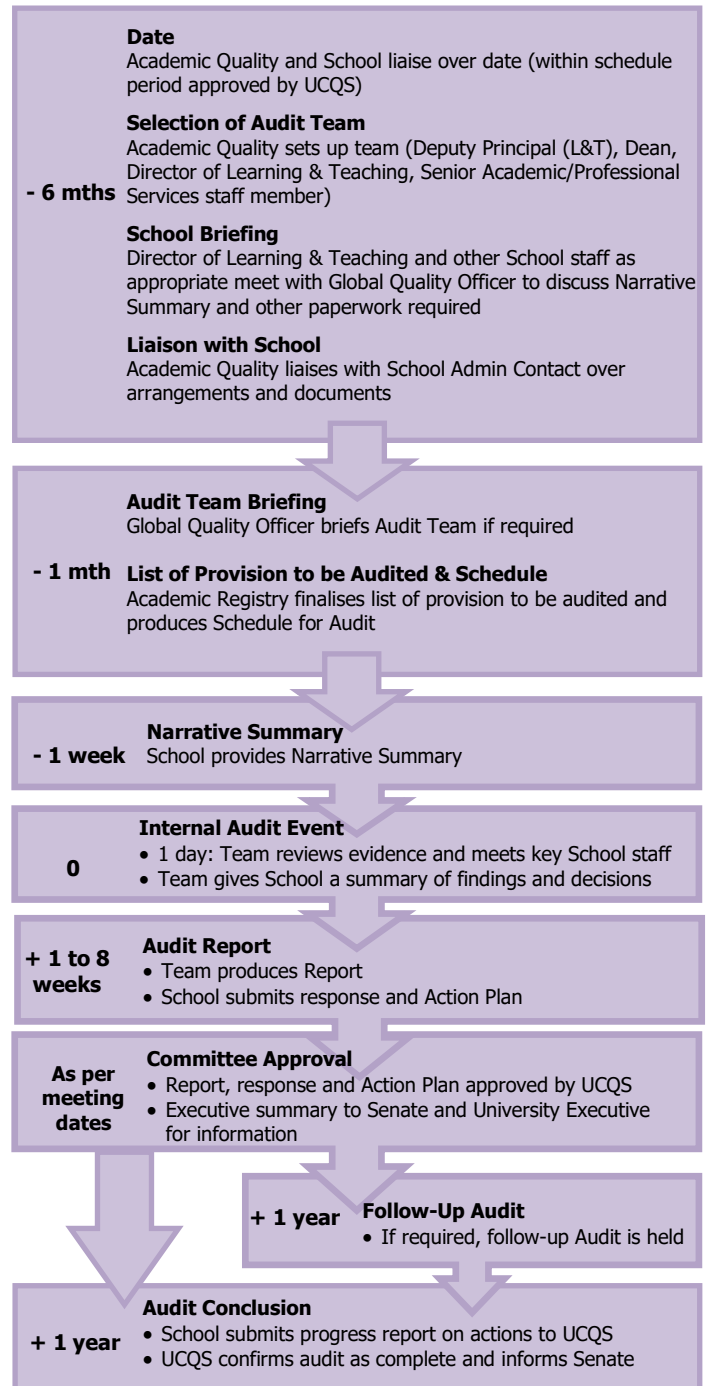 Date
Academic Quality and School liaise over date (within schedule
period approved by UCQS)
Selection of Audit Team
Academic Quality sets up team (Deputy Principal (L&T), Dean,
Director of Learning & Teaching, Senior Academic/Professional
- 6 mths Services staff member)
School Briefing
Director of Learning & Teaching and other School staff as
appropriate meet with Global Quality Officer to discuss Narrative
Summary and other paperwork required
Liaison with School
Academic Quality liaises with School Admin Contact over
arrangements and documents
Audit Team Briefing
Global Quality Officer briefs Audit Team if required
- 1 mth List of Provision to be Audited & Schedule
Academic Registry finalises list of provision to be audited and
produces Schedule for Audit
Narrative Summary
- 1 week School provides Narrative Summary
Internal Audit Event
• 1 day: Team reviews evidence and meets key School staff
0
• Team gives School a summary of findings and decisions
+ 1 to 8
weeks
Audit Report
• Team produces Report
• School submits response and Action Plan
As per
meeting
dates
Committee Approval
• Report, response and Action Plan approved by UCQS
• Executive summary to Senate and University Executive
for information
+ 1 year Follow-Up Audit
• If required, follow-up Audit is held
Audit Conclusion
+ 1 year • School submits progress report on actions to UCQS
• UCQS confirms audit as complete and informs Senate